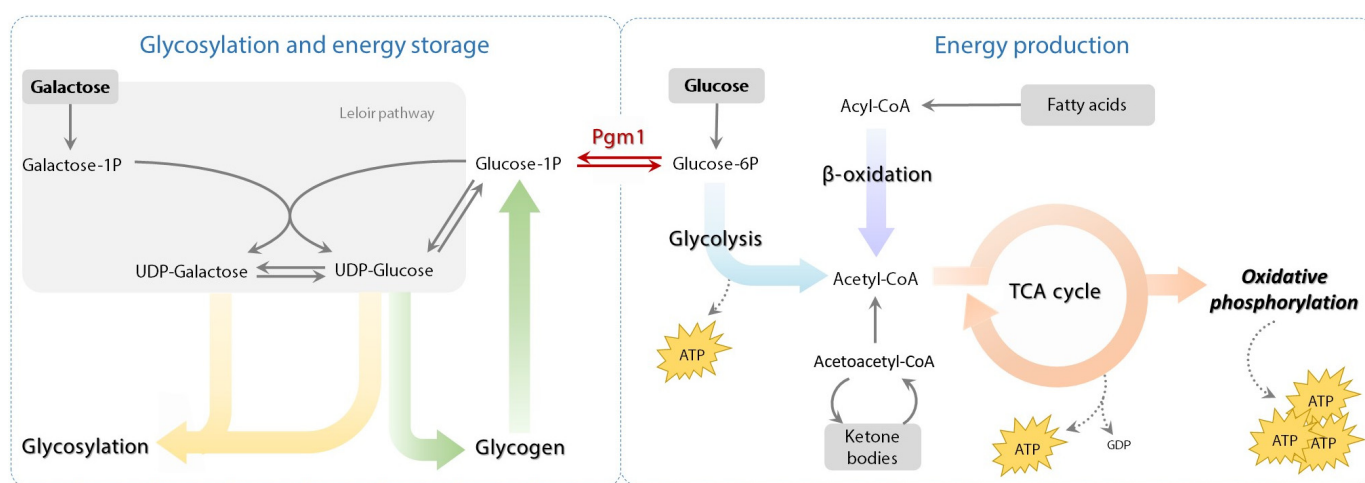 Glycosylation and energy storage
Galactose
Leloir pathway
Galactose-1P
Glucose-1P
UDP-Galactose
UDP-Glucose
Glycosylation
Glycogen
Pgm1
Energy production
Glucose
Acyl-CoA
Fatty acids
Glucose-6P
β-oxidation
Glycolysis
Acetyl-CoA
TCA cycle
Oxidative
phosphorylation
ATP
Acetoacetyl-CoA
Ketone
bodies
ATP
GDP
ATP
ATP
ATP